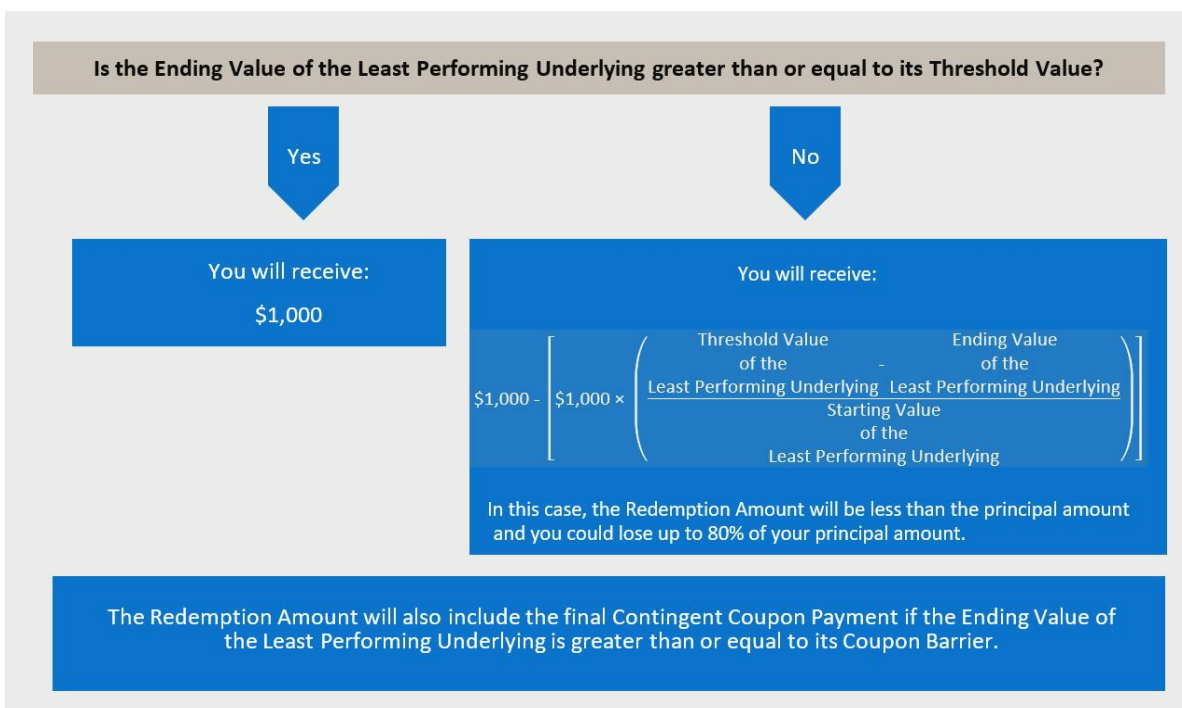 Is the Ending Value of the Least Performing Underlying greater than or equal to its Threshold Value?
Yes
No
You will receive:
$1,000
You will receive:
$1,000 - [$1,000 × (
Threshold Value
of the
Least Performing Underlying
-
Ending Value
of the
Least Performing Underlying
Starting Value
of the
Least Performing Underlying
)]
In this case, the Redemption Amount will be less than the principal amount
and you could lose up to 80% of your principal amount.
The Redemption Amount will also include the final Contingent Coupon Payment if the Ending Value of
the Least Performing Underlying is greater than or equal to its Coupon Barrier.